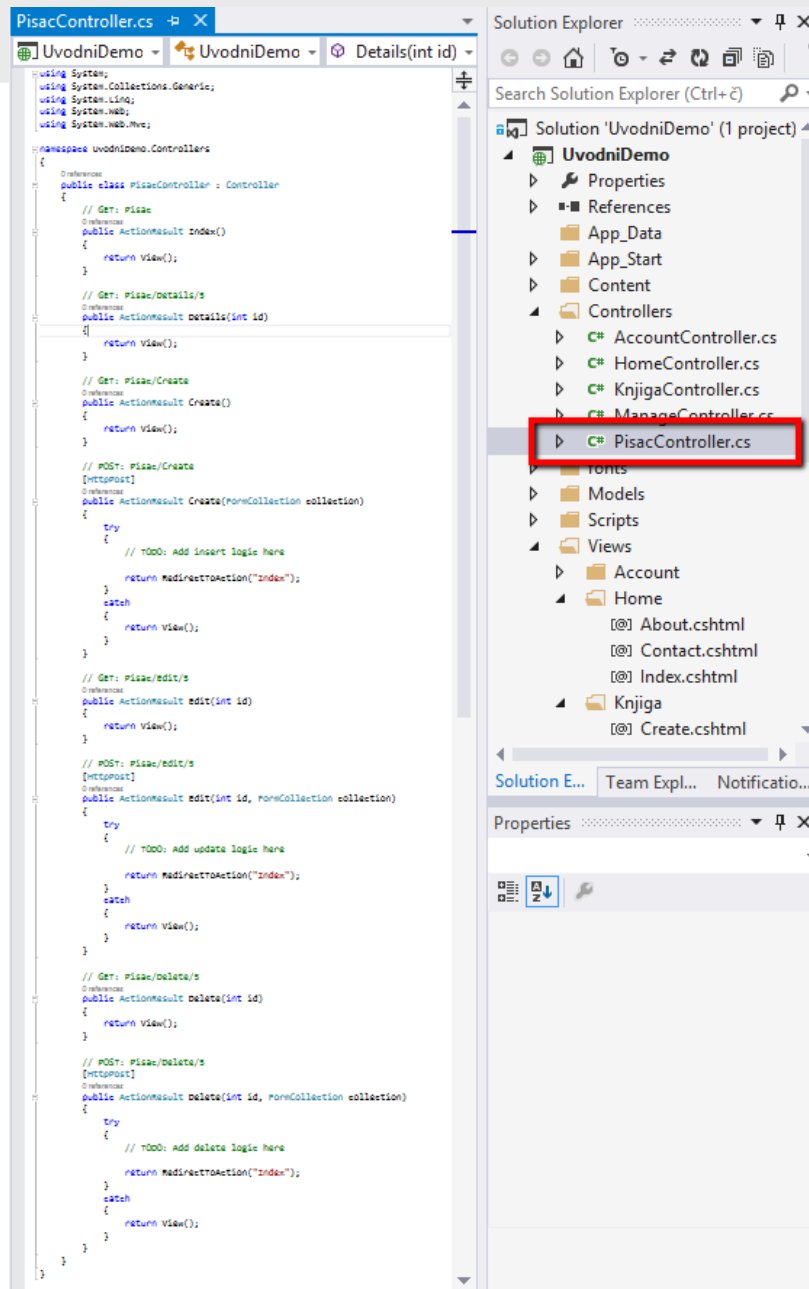 PisacController.cs
UvodniDemo
UvodniDemo
Details(int id)
using System;
using System.Collections.Generic;
using System.Linq;
using System.Web;
using System.Web.Mvc;
namespace UvodniDemo.Controllers
{
0 references
public class PisacController : Controller
{
// GET: Pisac
0 references
public ActionResult Index()
{
return View();
}
// GET: Pisac/Details/5
0 references
public ActionResult Details(int id)
{
return View();
}
// GET: Pisac/Create
0 references
public ActionResult Create()
{
return View();
}
// POST: Pisac/Create
[HttpPost]
0 references
public ActionResult Create(FormCollection collection)
{
try
{
// TODO: Add insert logic here
return RedirectToAction("Index");
}
catch
{
return View();
}
}
// GET: Pisac/Edit/5
0 references
public ActionResult Edit(int id)
{
return View();
}
// POST: Pisac/Edit/5
[HttpPost]
0 references
public ActionResult Edit(int id, FormCollection collection)
{
try
{
// TODO: Add update logic here
return RedirectToAction("Index");
}
catch
{
return View();
}
}
// GET: Pisac/Delete/5
0 references
public ActionResult Delete(int id)
{
return View();
}
// POST: Pisac/Delete/5
[HttpPost]
0 references
public ActionResult Delete(int id, FormCollection collection)
{
try
{
// TODO: Add delete logic here
return RedirectToAction("Index");
}
catch
{
return View();
}
}
}
}
Solution Explorer
Search Solution Explorer (Ctrl+č)
Solution 'UvodniDemo' (1 project)
UvodniDemo
Properties
References
App_Data
App_Start
Content
Controllers
C# AccountController.cs
C# HomeController.cs
C# KnjigaController.cs
C# ManageController.cs
C# PisacController.cs
fonts
Models
Scripts
Views
Account
Home
[@] About.cshtml
[@] Contact.cshtml
[@] Index.cshtml
Knjiga
[@] Create.cshtml
Solution E...
Team Expl...
Notificatio...
Properties